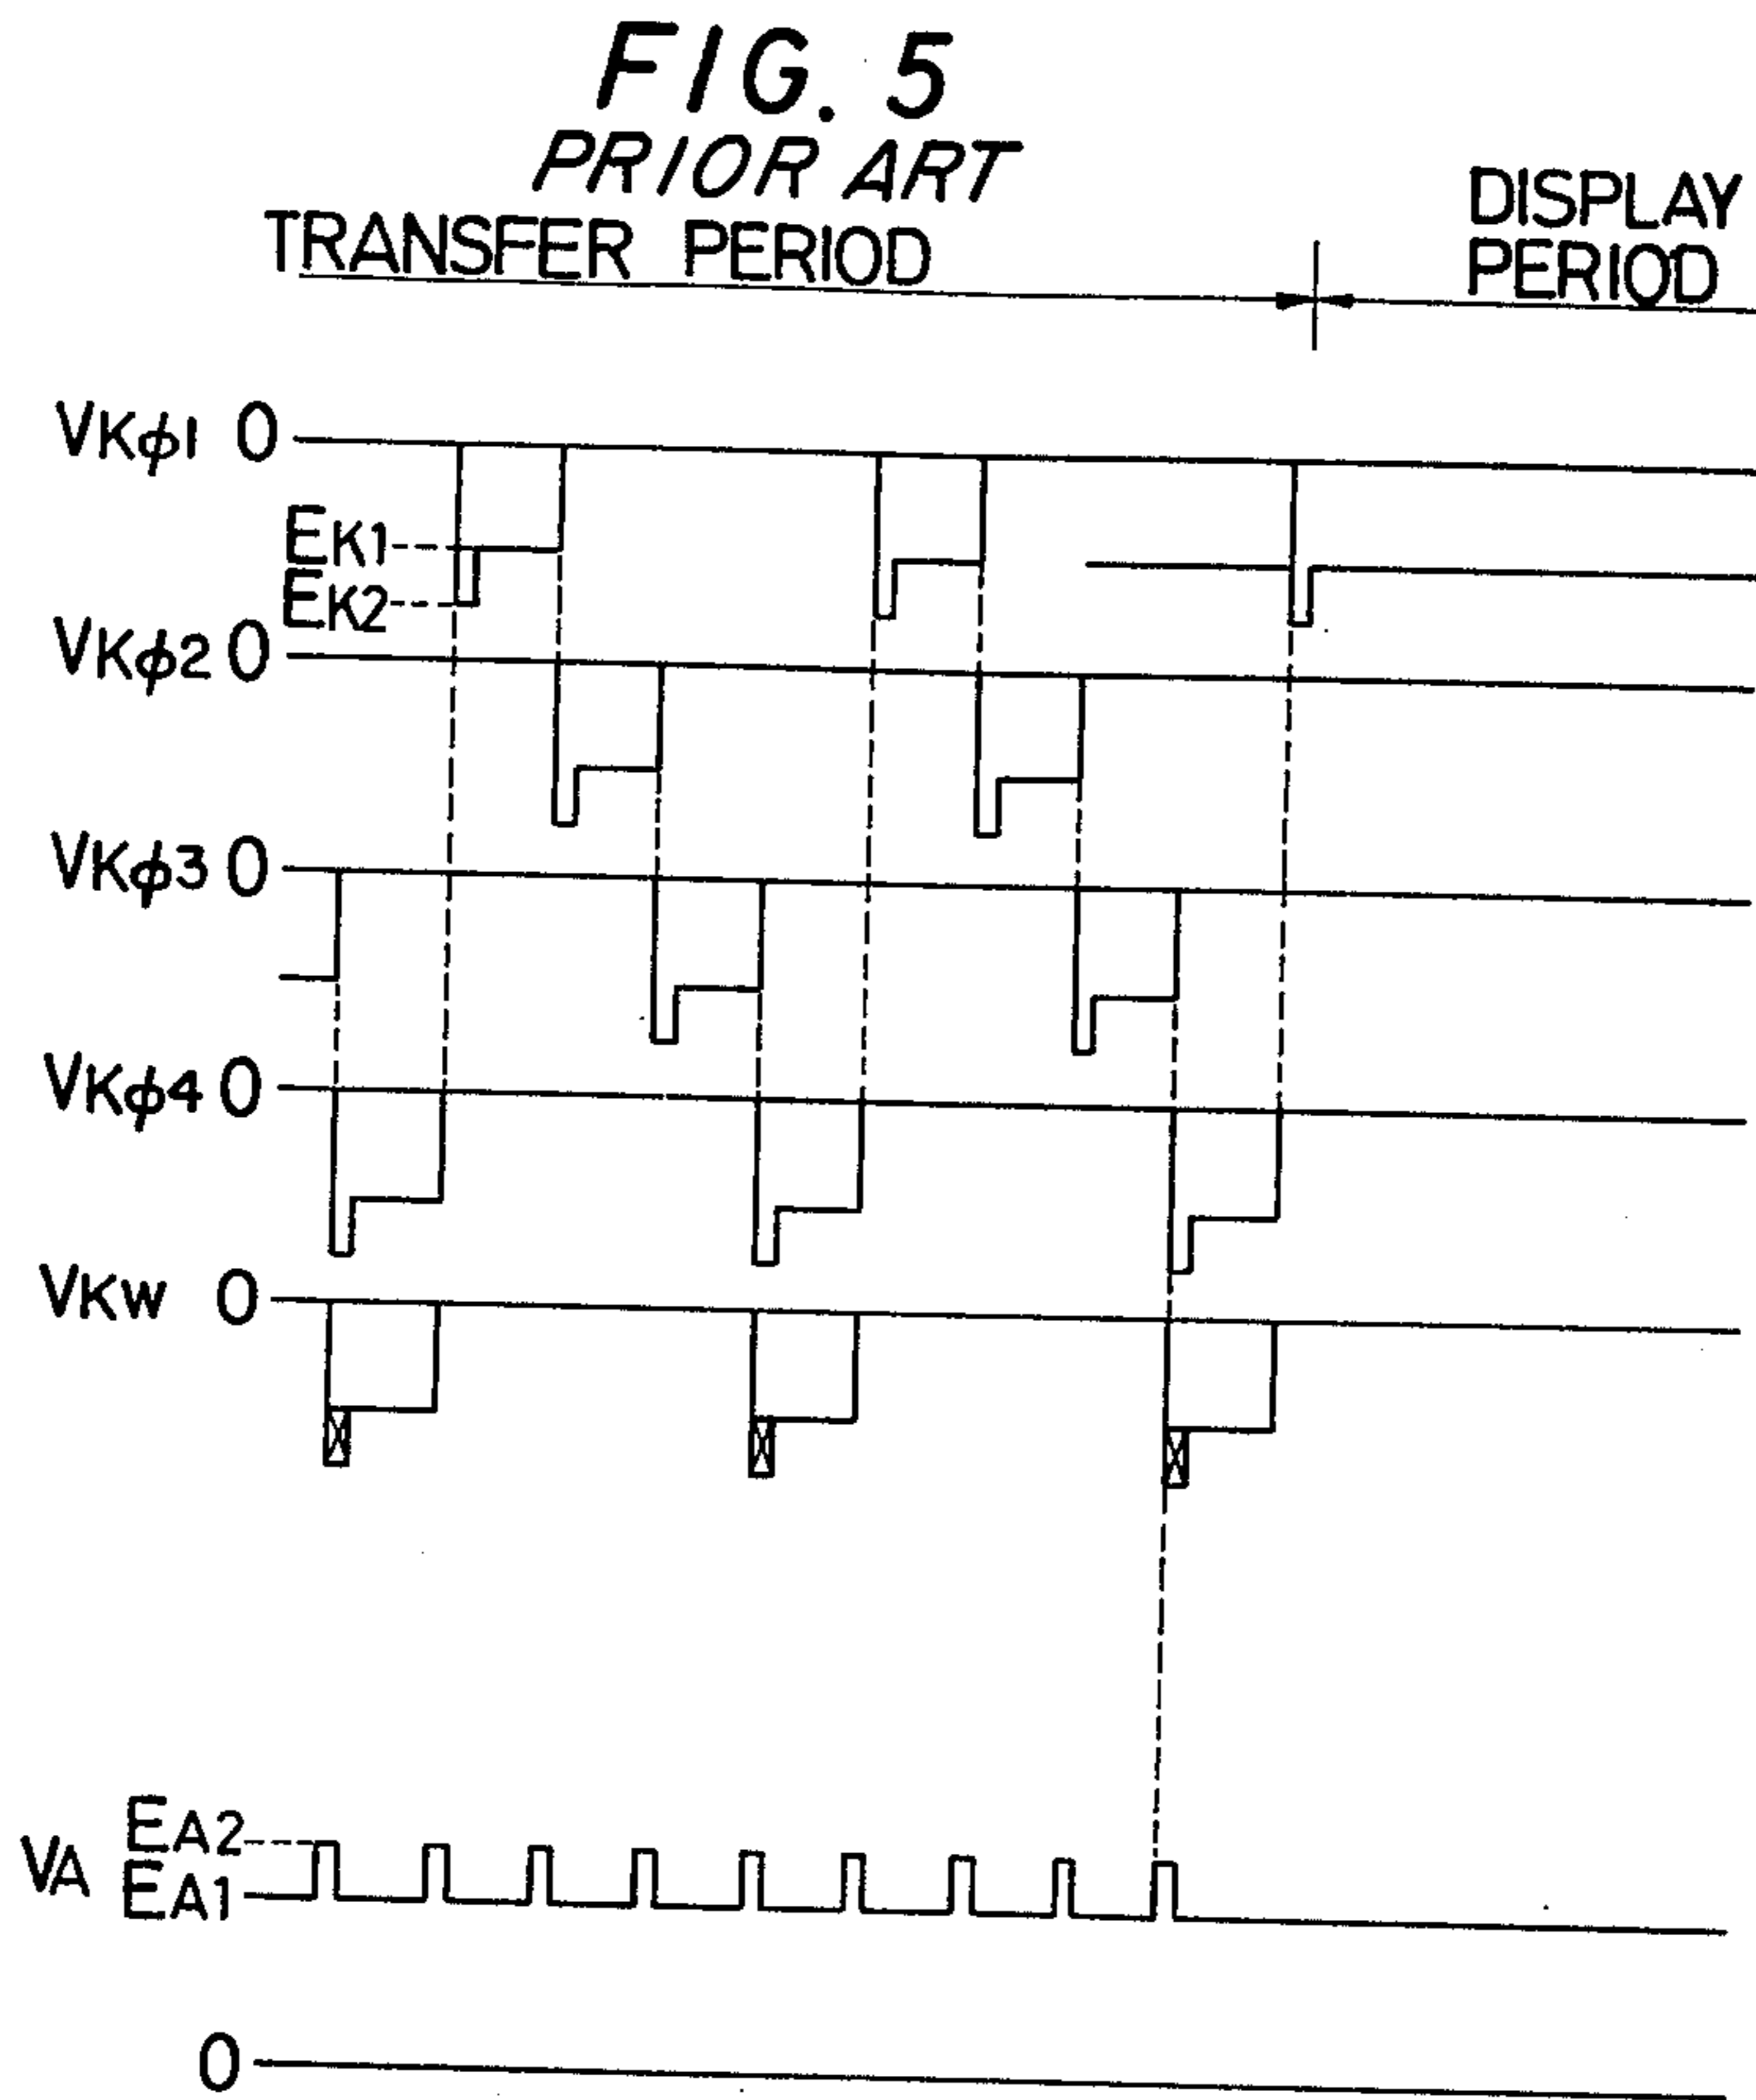 FIG. 5
PRIOR ART
TRANSFER PERIOD
DISPLAY
PERIOD
VKφ1 0
EK1
EK2
VKφ2 0
VKφ3 0
VKφ4 0
VKW 0
EA2
VA
EA1
0